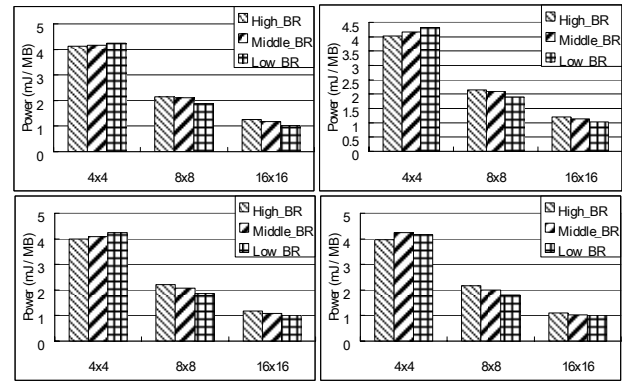 Power (mJ/ MB)
5
4
3
2
1
0
4x4
8x8
16x16
High_BR
Middle_BR
Low_BR
Power (mJ/ MB)
4.5
4
3.5
3
2.5
2
1.5
1
0.5
0
4x4
8x8
16x16
High_BR
Middle_BR
Low_BR
Power (mJ/ MB)
5
4
3
2
1
0
4x4
8x8
16x16
High_BR
Middle_BR
Low_BR
Power (mJ/ MB)
5
4
3
2
1
0
4x4
8x8
16x16
High_BR
Middle_BR
Low_BR